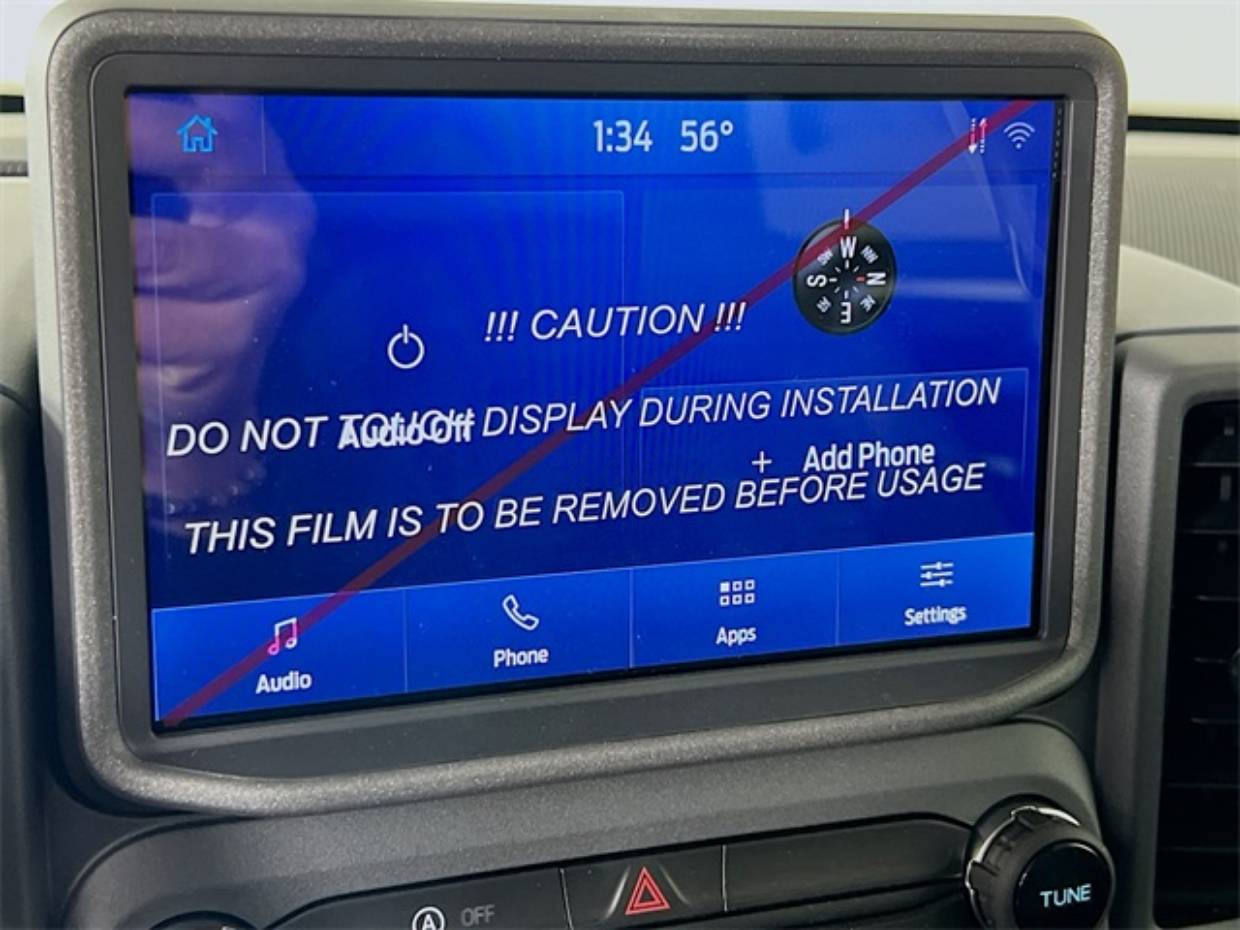 1:34 56°
W
S N
E
!!! CAUTION !!!
DO NOT TOUCH DISPLAY DURING INSTALLATION
Audio Off
+ Add Phone
THIS FILM IS TO BE REMOVED BEFORE USAGE
Audio
Phone
Apps
Settings
A OFF
TUNE